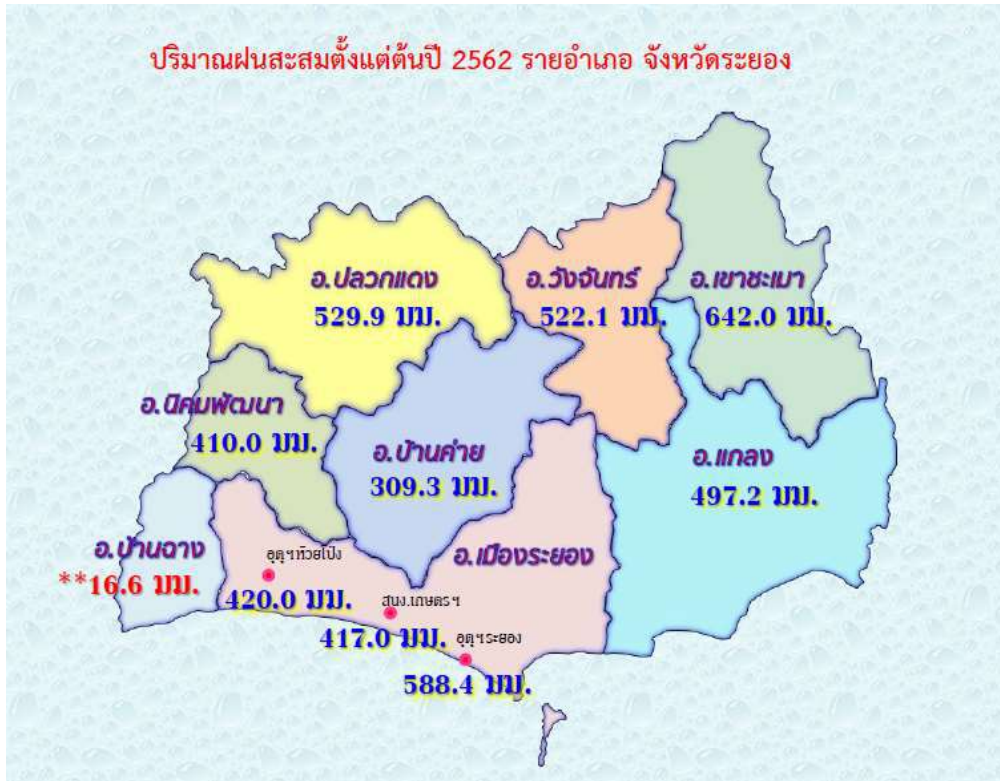 ปริมาณฝนสะสมตั้งแต่ต้นปี 2562 รายอำเภอ จังหวัดระยอง
อ.ปลวกแดง
529.9 มม.
อ.วังจันทร์
522.1 มม.
อ.เขาชะเมา
642.0 มม.
อ.นิคมพัฒนา
410.0 มม.
อ.บ้านค่าย
309.3 มม.
อ.แกลง
497.2 มม.
อ.บ้านฉาง
**16.6 มม.
อุตุฯห้วยโป่ง
420.0 มม.
อ.เมืองระยอง
สนง.เกษตรฯ
417.0 มม.
อุตุฯระยอง
588.4 มม.